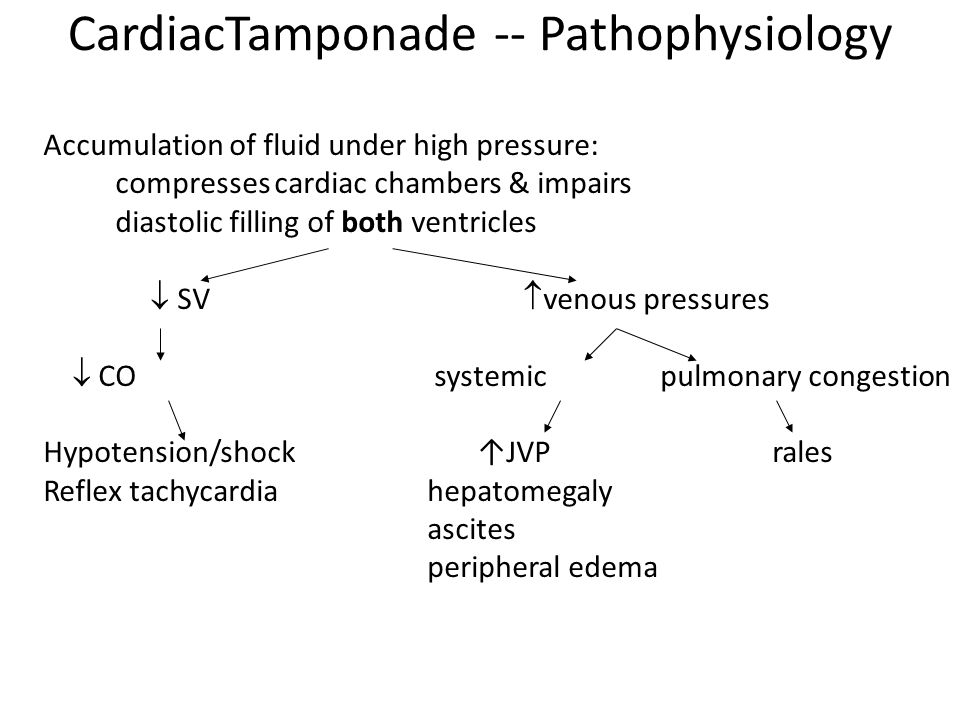 CardiacTamponade -- Pathophysiology
Accumulation of fluid under high pressure:
compresses cardiac chambers & impairs
diastolic filling of both ventricles
↓ SV
↑venous pressures
↓ CO
systemic
pulmonary congestion
Hypotension/shock
Reflex tachycardia
↑JVP
hepatomegaly
ascites
peripheral edema
rales